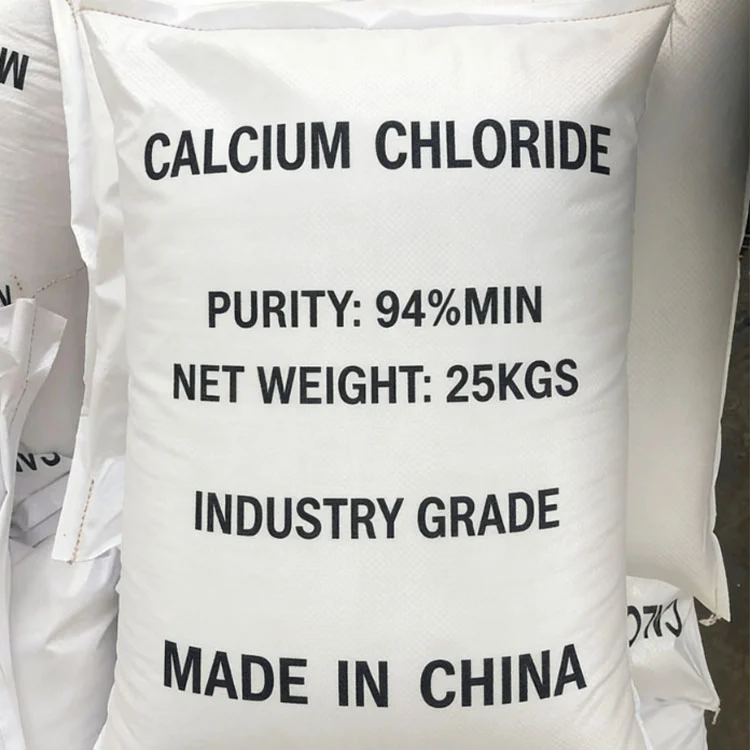 CALCIUM CHLORIDE
PURITY: 94%MIN
NET WEIGHT: 25KGS
INDUSTRY GRADE
MADE IN CHINA